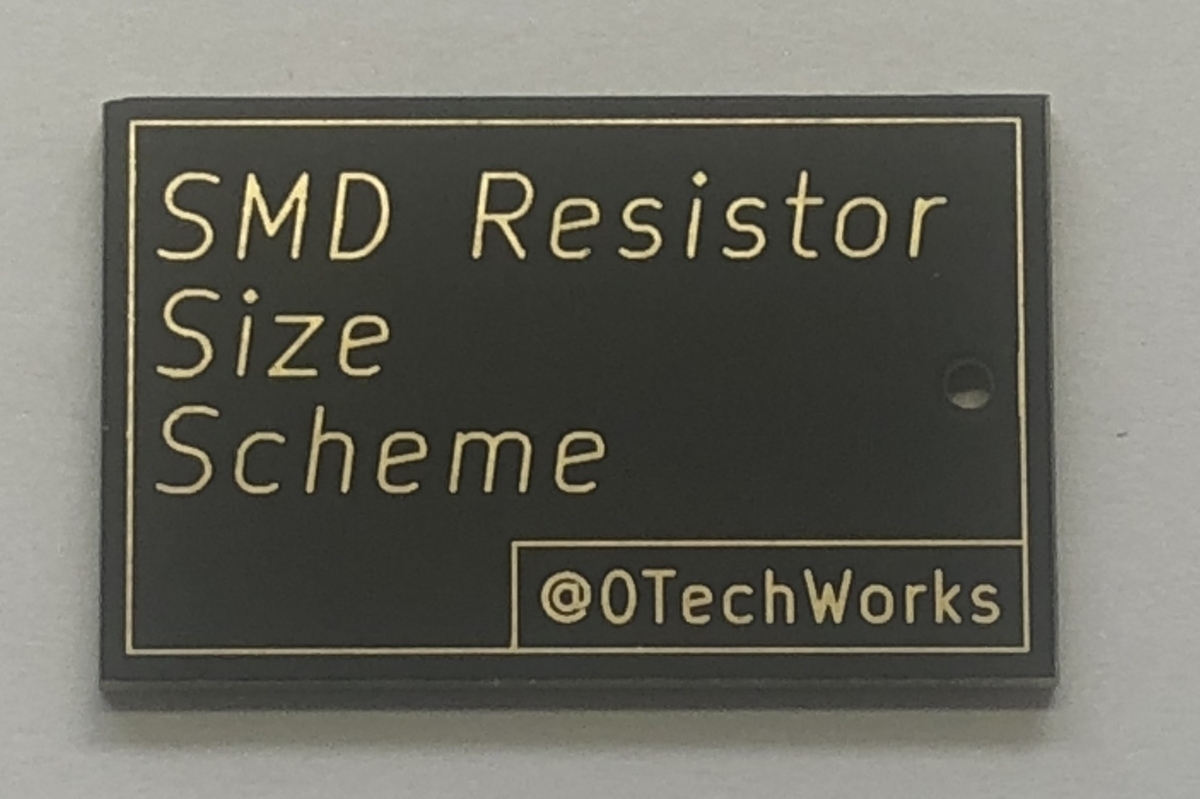 SMD Resistor
Size
Scheme
@0TechWorks